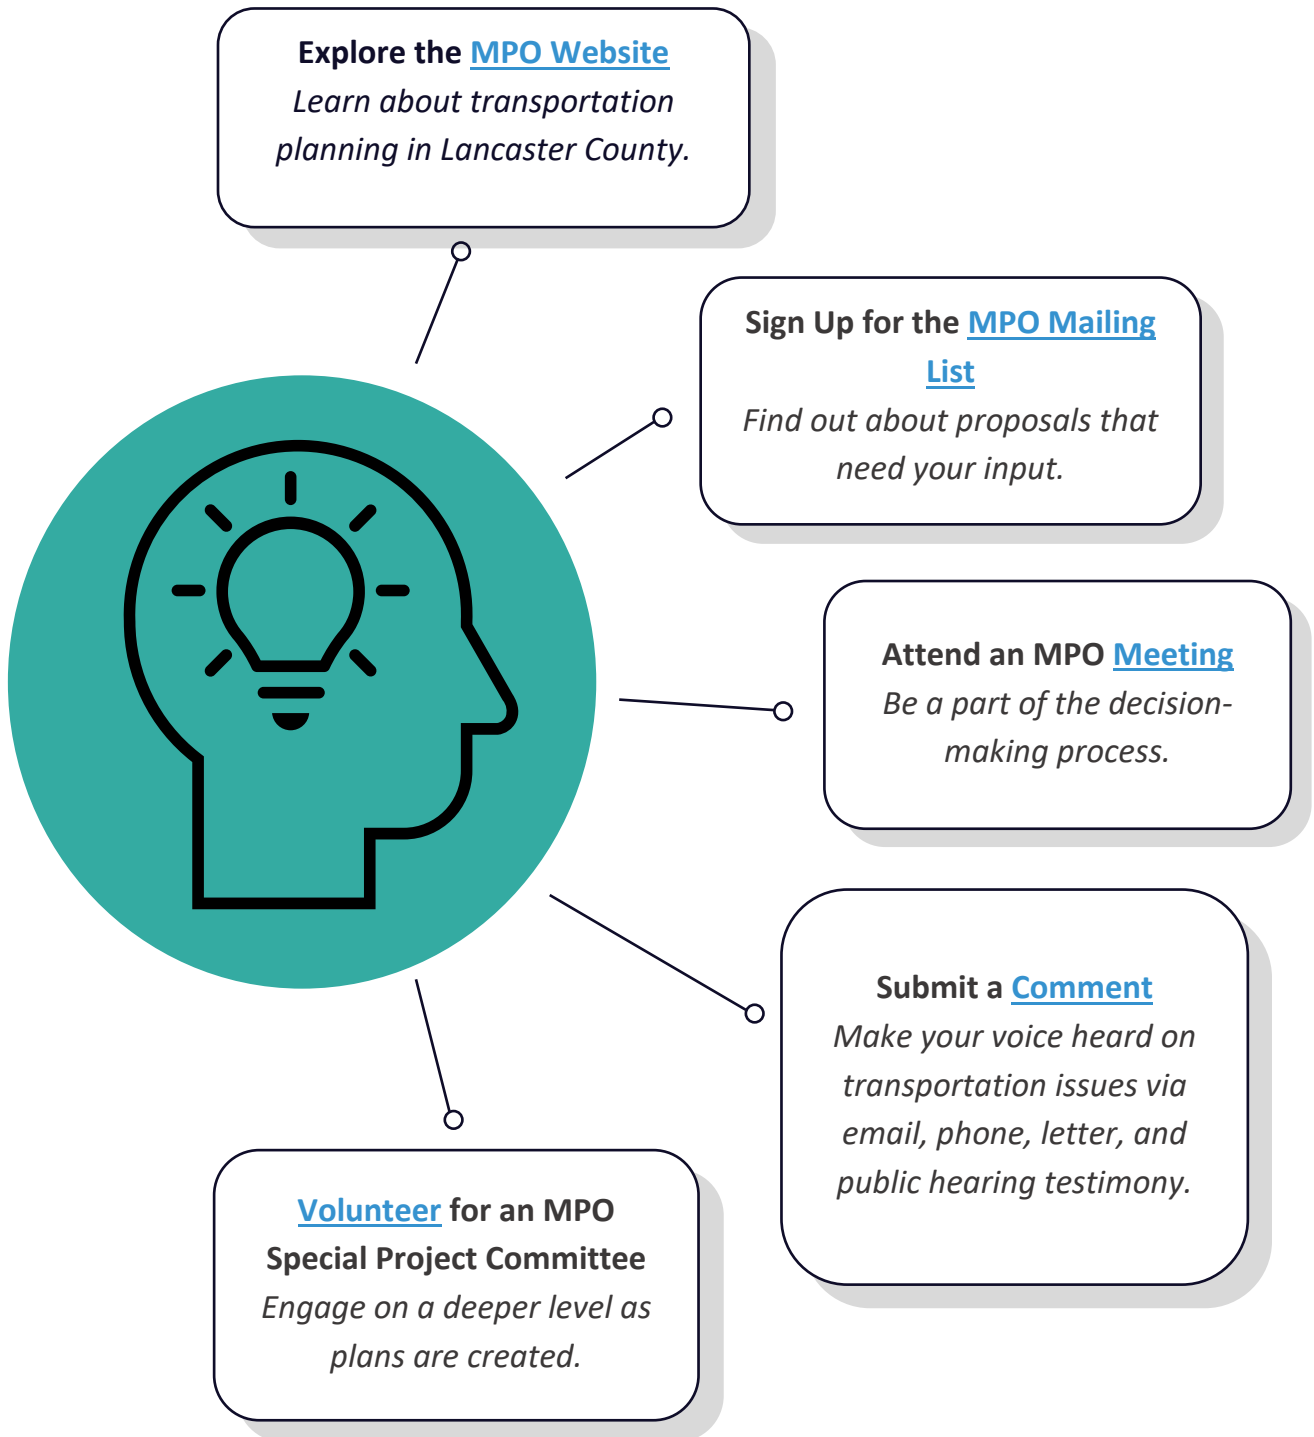 Explore the MPO Website
Learn about transportation
planning in Lancaster County.
Sign Up for the MPO Mailing
List
Find out about proposals that
need your input.
Attend an MPO Meeting
Be a part of the decision-
making process.
Submit a Comment
Make your voice heard on
transportation issues via
email, phone, letter, and
public hearing testimony.
Volunteer for an MPO
Special Project Committee
Engage on a deeper level as
plans are created.